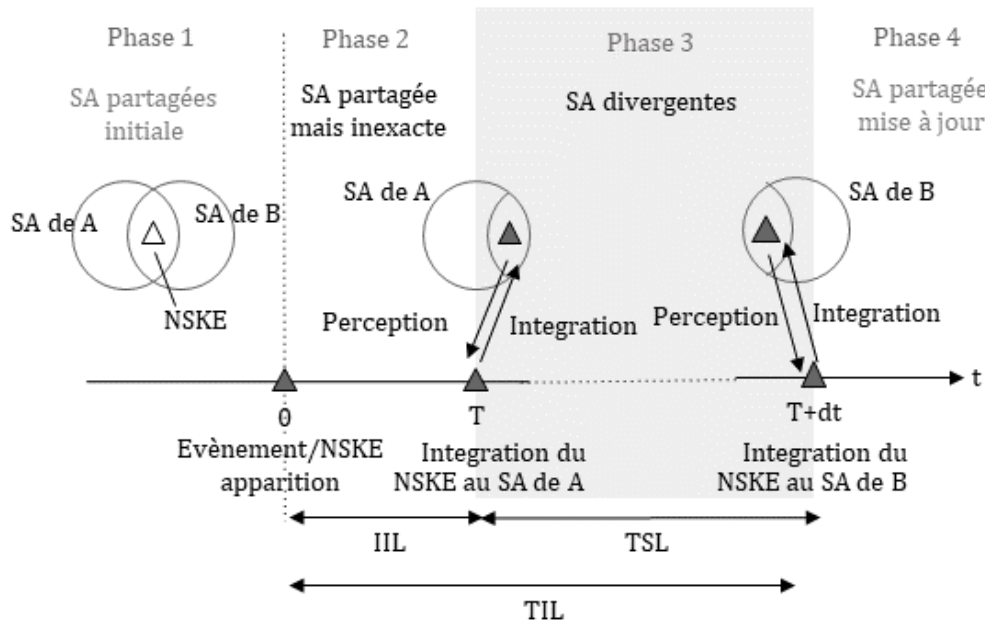 Phase 1
Phase 2
Phase 3
Phase 4
SA partagées
initiale
SA partagée
mais inexacte
SA divergentes
SA partagée
mise à jour
SA de A
SA de B
NSKE
SA de A
SA de B
Perception
Integration
Perception
Integration
t
0
T
T+dt
Evènement/NSKE
apparition
Integration du
NSKE au SA de A
Integration du
NSKE au SA de B
IIL
TSL
TIL